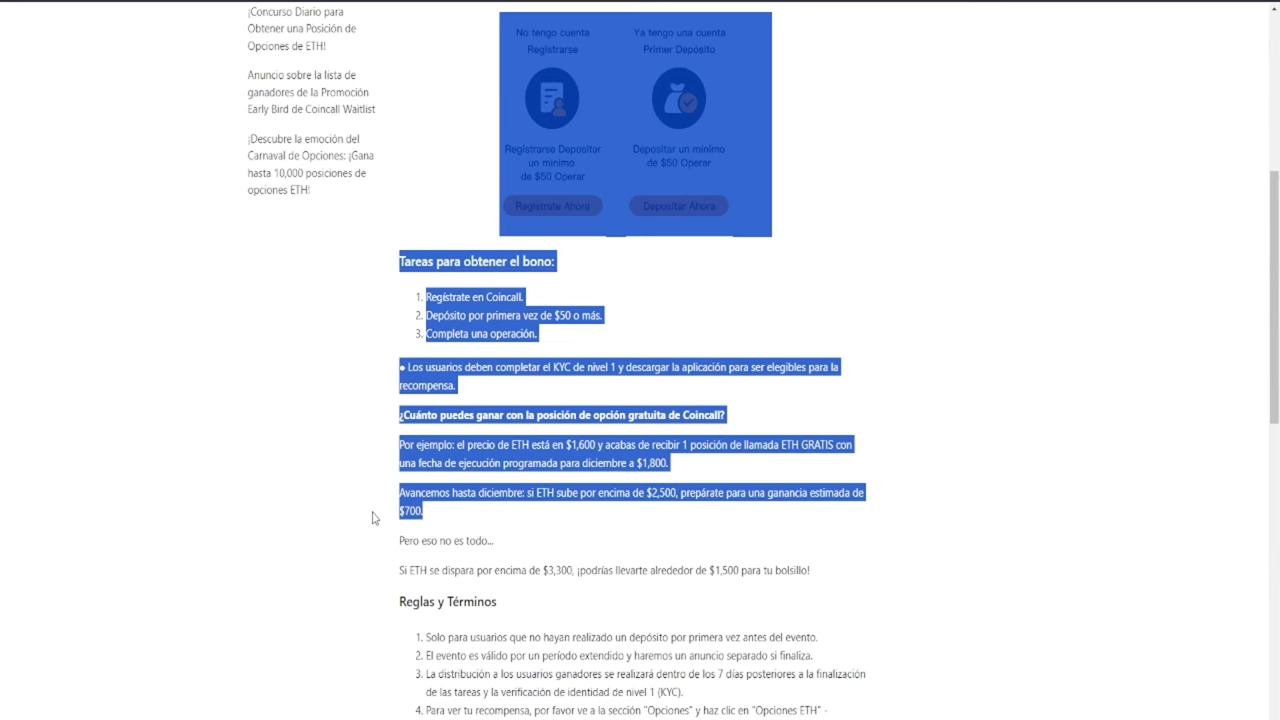 ¡Concurso Diario para
Obtener una Posición de
Opciones de ETH!
Anuncio sobre la lista de
ganadores de la Promoción
Early Bird de Coincall Waitlist
¡Descubre la emoción del
Carnaval de Opciones: ¡Gana
hasta 10,000 posiciones de
opciones ETH!
No tengo cuenta
Registrarse
Registrarse Depositar
un minimo
de $50 Operar
Regístrate Ahora
Ya tengo una cuenta
Primer Depósito
Depositar un minimo
de $50 Operar
Depositar Ahora
Tareas para obtener el bono:
1. Regístrate en Coincall.
2. Depósito por primera vez de $50 o más.
3. Completa una operación.
● Los usuarios deben completar el KYC de nivel 1 y descargar la aplicación para ser elegibles para la
recompensa.
¿Cuánto puedes ganar con la posición de opción gratuita de Coincall?
Por ejemplo: el precio de ETH está en $1,600 y acabas de recibir 1 posición de llamada ETH GRATIS con
una fecha de ejecución programada para diciembre a $1,800.
Avancemos hasta diciembre: si ETH sube por encima de $2,500, prepárate para una ganancia estimada de
$700.
Pero eso no es todo...
Si ETH se dispara por encima de $3,300, ¡podrías llevarte alrededor de $1,500 para tu bolsillo!
Reglas y Términos
1. Solo para usuarios que no hayan realizado un depósito por primera vez antes del evento.
2. El evento es válido por un período extendido y haremos un anuncio separado si finaliza.
3. La distribución a los usuarios ganadores se realizará dentro de los 7 días posteriores a la finalización
de las tareas y la verificación de identidad de nivel 1 (KYC).
4. Para ver tu recompensa, por favor ve a la sección "Opciones" y haz clic en "Opciones ETH" -